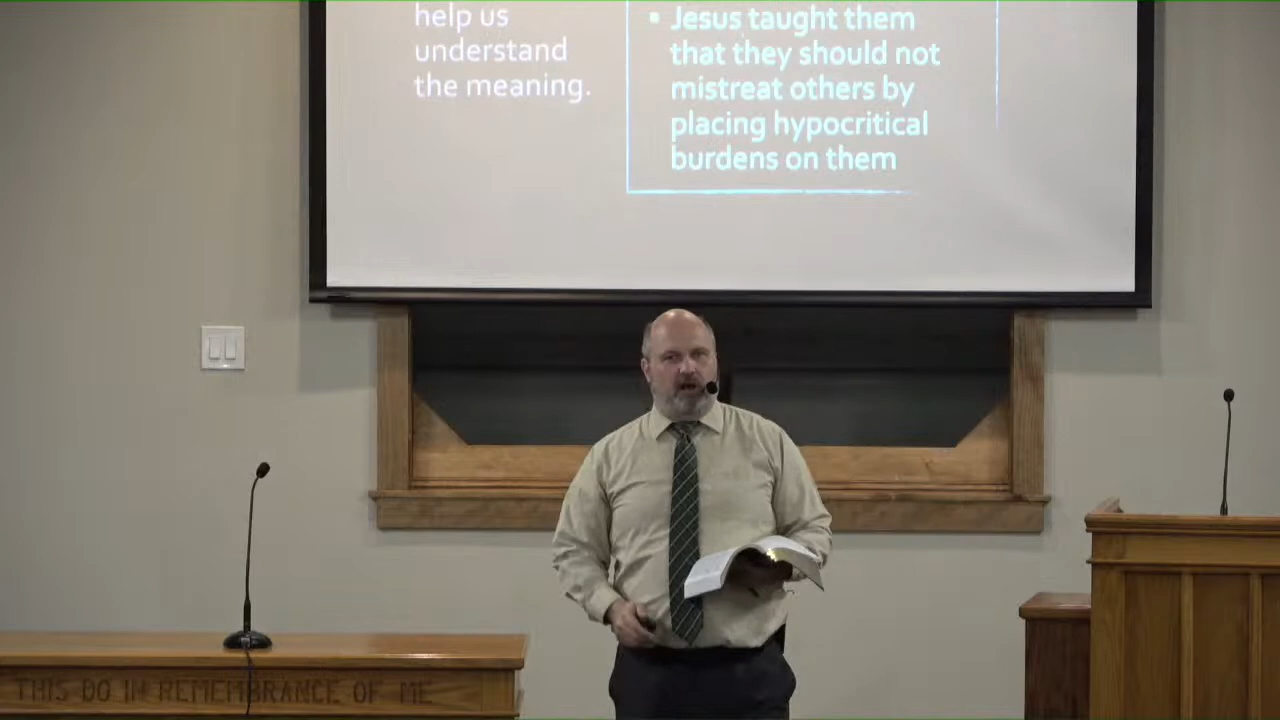 help us
understand
the meaning.
Jesus taught them
that they should not
mistreat others by
placing hypocritical
burdens on them
THIS DO IN REMEMBRANCE OF ME